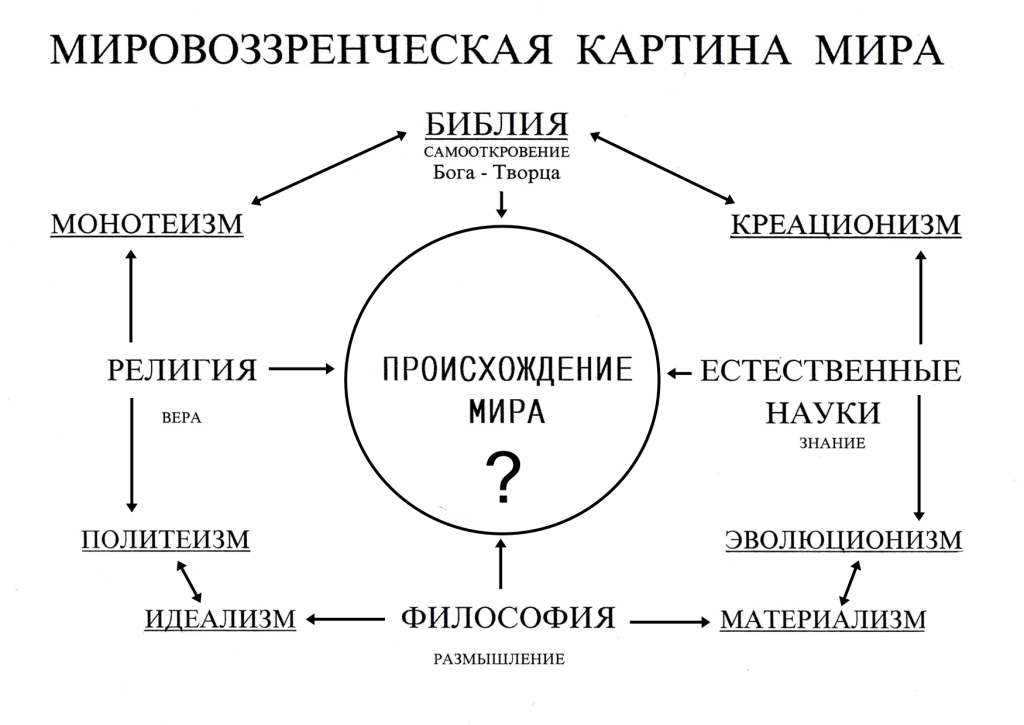 МИРОВОЗЗРЕНЧЕСКАЯ КАРТИНА МИРА
БИБЛИЯ
САМООТКРОВЕНИЕ
Бога - Творца
МОНОТЕИЗМ
КРЕАЦИОНИЗМ
РЕЛИГИЯ
ВЕРА
ПРОИСХОЖДЕНИЕ
МИРА
?
ЕСТЕСТВЕННЫЕ
НАУКИ
ЗНАНИЕ
ПОЛИТЕИЗМ
ЭВОЛЮЦИОНИЗМ
ИДЕАЛИЗМ
ФИЛОСОФИЯ
РАЗМЫШЛЕНИЕ
МАТЕРИАЛИЗМ